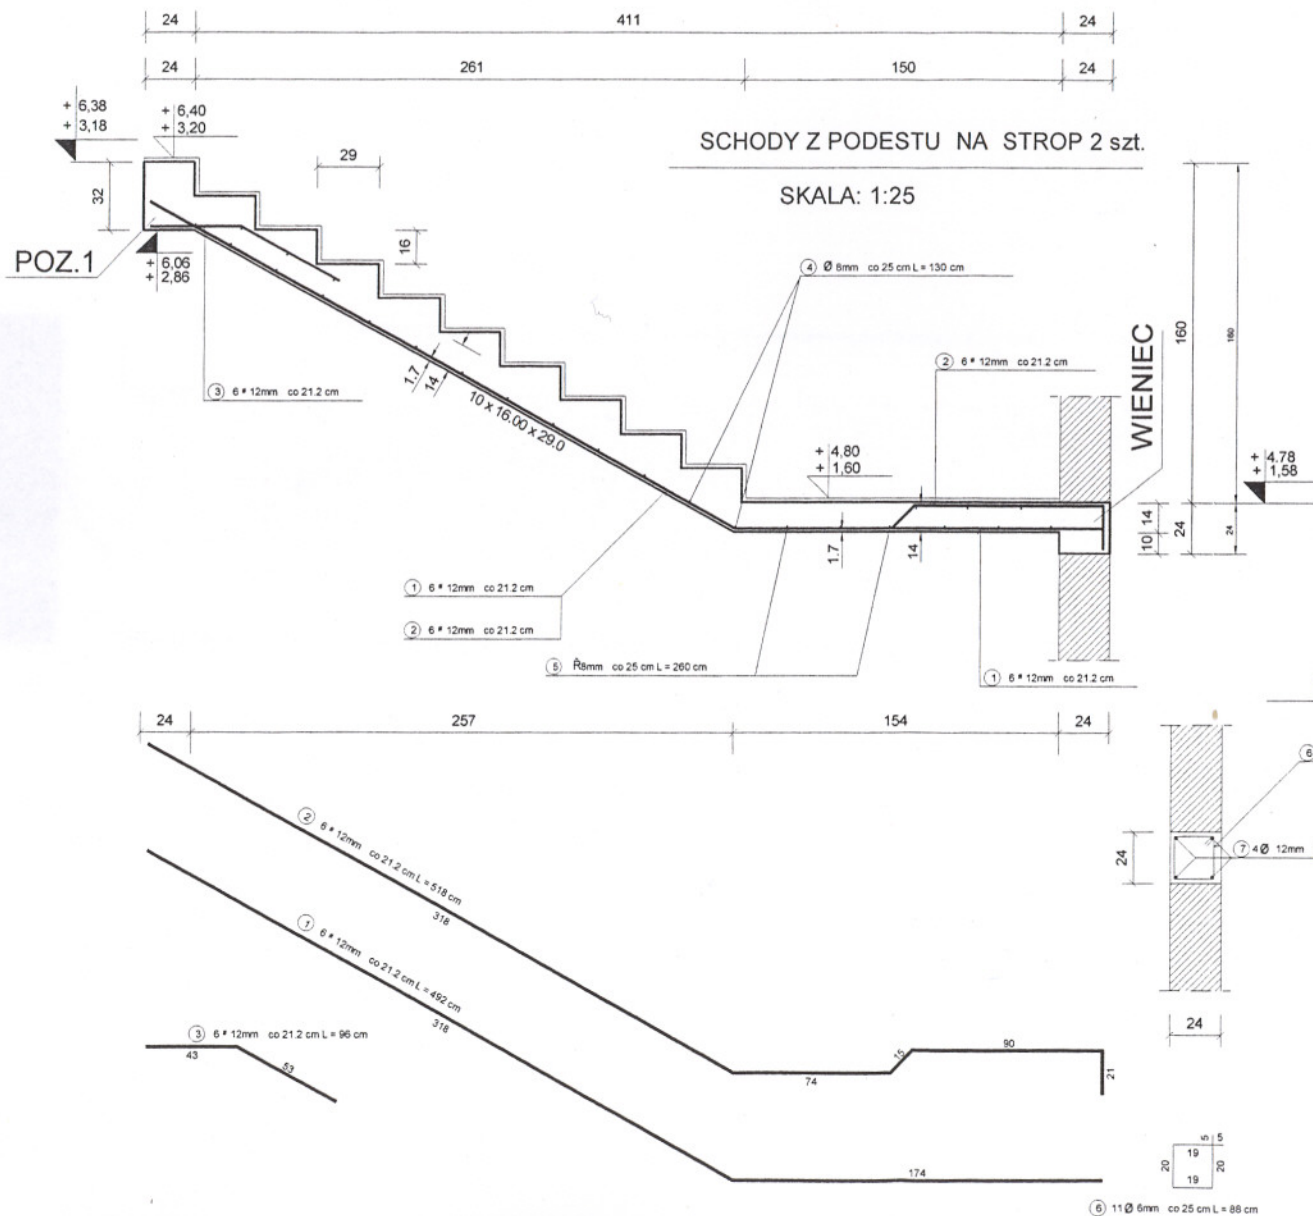 24 411 24
24 261 150 24
+ 6,38
+ 3,18
+ 6,40
+ 3,20
29
SCHODY Z PODESTU NA STROP 2 szt.
SKALA: 1:25
32
16
POZ.1
+ 6,06
+ 2,86
4 Ø 8mm co 25 cm L = 130 cm
160
160
WIENIEC
2 6 # 12mm co 21.2 cm
3 6 # 12mm co 21.2 cm
1.7
14
10 x 16.00 x 29.0
+ 4,80
+ 1,60
+ 4.78
+ 1,58
14
10
24
24
1.7
14
1 6 # 12mm co 21.2 cm
2 6 # 12mm co 21.2 cm
5 Ř8mm co 25 cm L = 260 cm
1 6 # 12mm co 21.2 cm
24 257 154 24
6
2 6 # 12mm co 21.2 cm L = 518 cm
318
24
7 4 Ø 12mm
1 6 # 12mm co 21.2 cm L = 492 cm
318
3 6 # 12mm co 21.2 cm L = 96 cm
43
53
74
15
90
21
24
174
5 5
19
20 20
19
6 11 Ø 6mm co 25 cm L = 88 cm